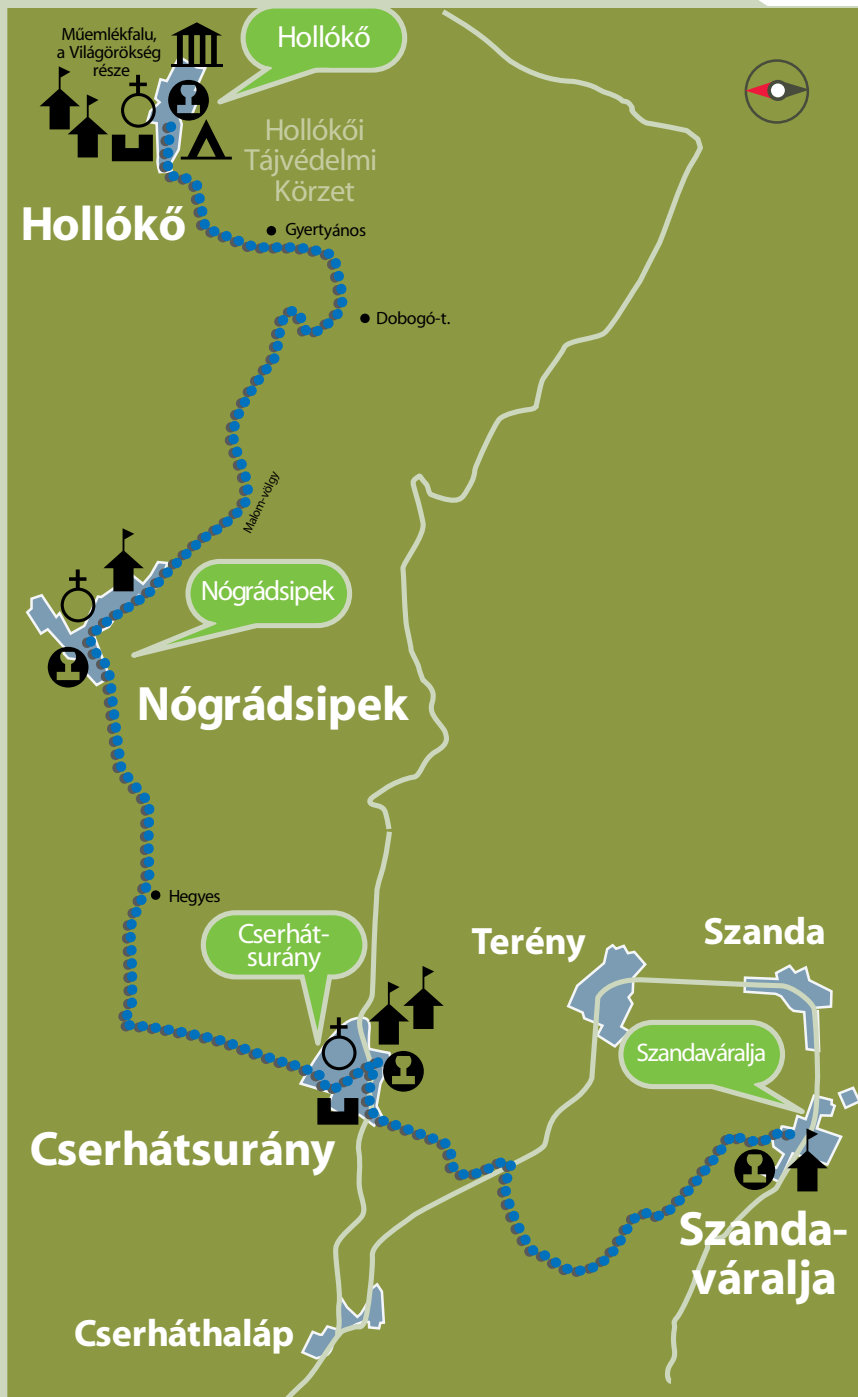 Műemlékfalu,
a Világörökség
része
Hollókő
Hollókői
Tájvédelmi
Körzet
Hollókő
Gyertyános
Dobogó-t.
Malom-völgy
Nógrádsipek
Nógrádsipek
Hegyes
Cserhát-
surány
Terény
Szanda
Szandaváralja
Cserhátsurány
Szanda-
váralja
Cserháthaláp